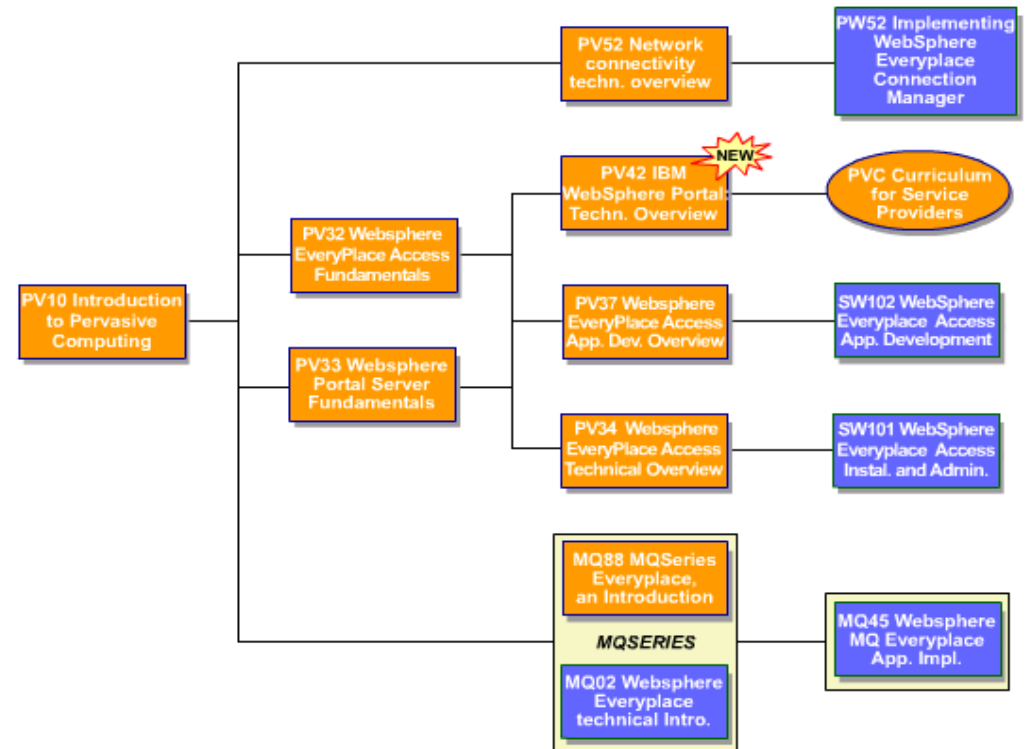 PV52 Network
connectivity
techn. overview
PW52 Implementing
WebSphere
Everyplace
Connection
Manager
NEW
PV42 IBM
WebSphere Portal:
Techn. Overview
PVC Curriculum
for Service
Providers
PV32 Websphere
EveryPlace Access
Fundamentals
PV10 Introduction
to Pervasive
Computing
PV37 Websphere
EveryPlace Access
App. Dev. Overview
SW102 WebSphere
Everyplace Access
App. Development
PV33 Websphere
Portal Server
Fundamentals
PV34 Websphere
EveryPlace Access
Technical Overview
SW101 WebSphere
Everyplace Access
Instal. and Admin.
MQ88 MQSeries
Everyplace,
an Introduction
MQSERIES
MQ02 Websphere
Everyplace
technical Intro.
MQ45 Websphere
MQ Everyplace
App. Impl.